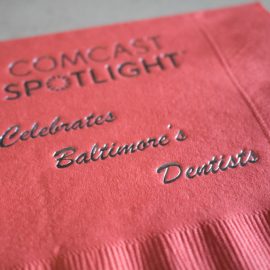 COMCAST
SPOTLIGHT
Celebrates
Baltimore's
Dentists